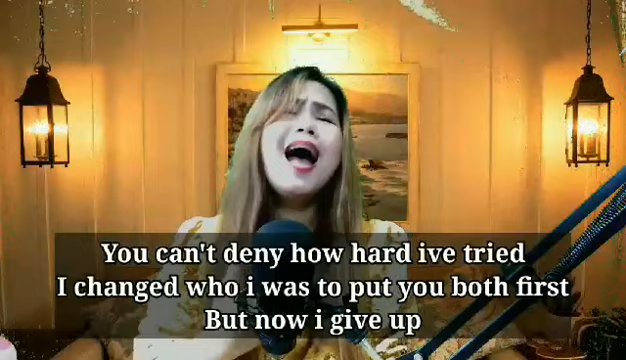 You can't deny how hard ive tried
I changed who i was to put you both first
But now i give up